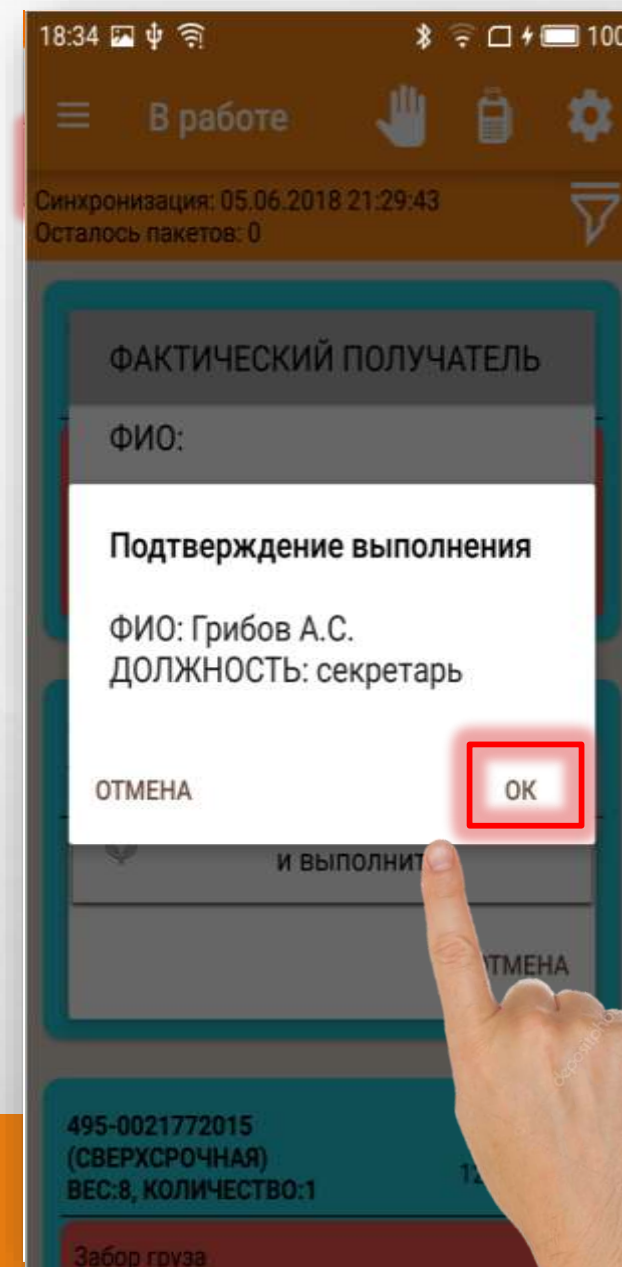 18:34 100
В работе
Синхронизация: 05.06.2018 21:29:43
Осталось пакетов: 0
ФАКТИЧЕСКИЙ ПОЛУЧАТЕЛЬ
ФИО:
Подтверждение выполнения
ФИО: Грибов А.С.
ДОЛЖНОСТЬ: секретарь
ОТМЕНА ОК
и выполнит
ОТМЕНА
495-0021772015
(СВЕРХСРОЧНАЯ)
ВЕС:8, КОЛИЧЕСТВО:1
Забор груза